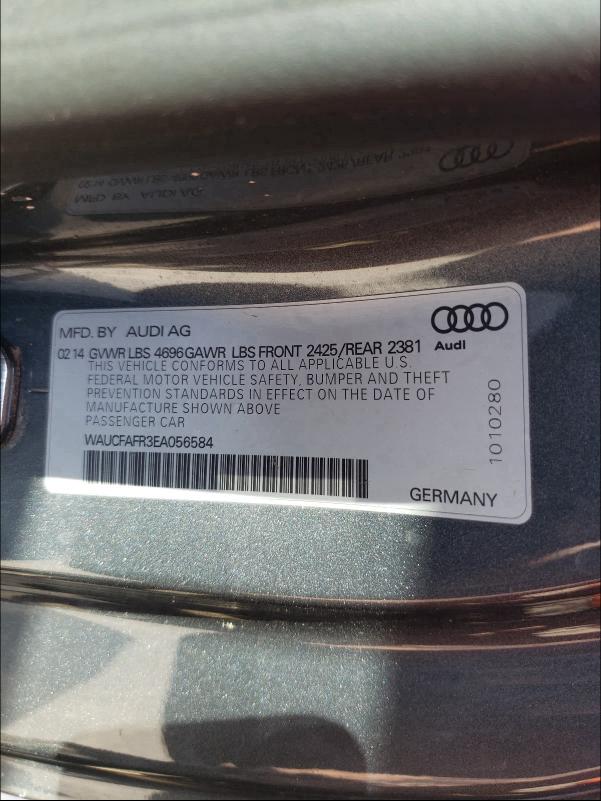 MFD. BY AUDI AG
Audi
02 14 GVWR LBS 4696 GAWR LBS FRONT 2425/REAR 2381
THIS VEHICLE CONFORMS TO ALL APPLICABLE U.S.
FEDERAL MOTOR VEHICLE SAFETY, BUMPER AND THEFT
PREVENTION STANDARDS IN EFFECT ON THE DATE OF
MANUFACTURE SHOWN ABOVE
PASSENGER CAR
WAUCFAFR3EA056584
GERMANY
1010280